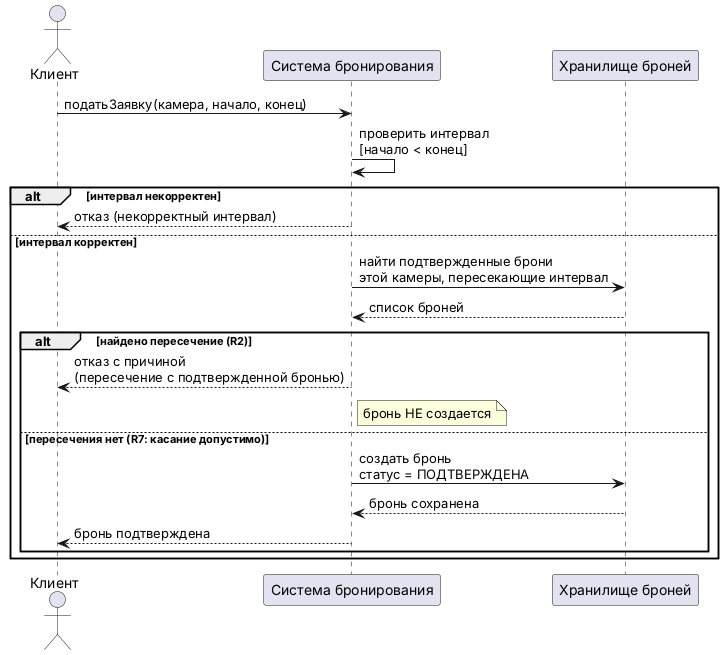 Клиент
Система бронирования
Хранилище броней
податьЗаявку(камера, начало, конец)
проверить интервал
[начало < конец]
alt
[интервал некорректен]
отказ (некорректный интервал)
[интервал корректен]
найти подтвержденные брони
этой камеры, пересекающие интервал
список броней
alt
[найдено пересечение (R2)]
отказ с причиной
(пересечение с подтвержденной бронью)
бронь НЕ создается
[пересечения нет (R7: касание допустимо)]
создать бронь
статус = ПОДТВЕРЖДЕНА
бронь сохранена
бронь подтверждена
Клиент
Система бронирования
Хранилище броней